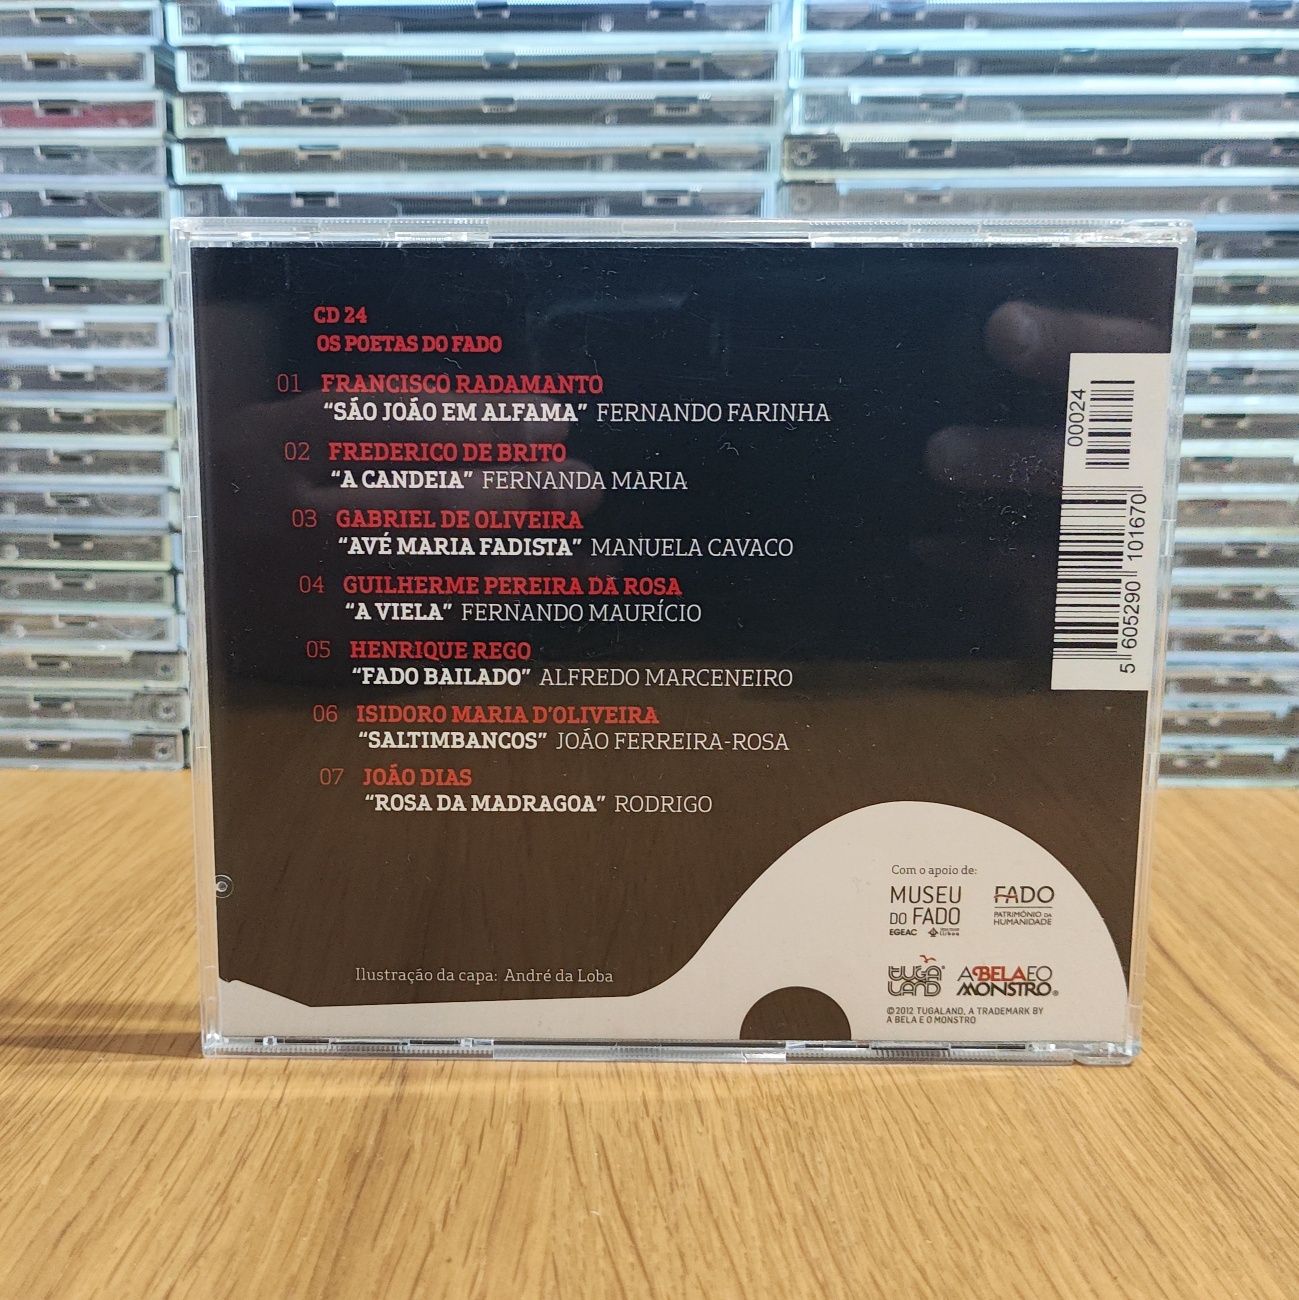 CD 24
OS POETAS DO FADO
01 FRANCISCO RADAMANTO
“SÃO JOÃO EM ALFAMA” FERNANDO FARINHA
02 FREDERICO DE BRITO
“A CANDEIA” FERNANDA MARIA
03 GABRIEL DE OLIVEIRA
“AVÉ MARIA FADISTA” MANUELA CAVACO
04 GUILHERME PEREIRA DA ROSA
“A VIELA” FERNANDO MAURÍCIO
05 HENRIQUE REGO
“FADO BAILADO” ALFREDO MARCENEIRO
06 ISIDORO MARIA D'OLIVEIRA
“SALTIMBANCOS” JOÃO FERREIRA-ROSA
07 JOÃO DIAS
“ROSA DA MADRAGOA” RODRIGO
00024
5 605290 101670
Ilustração da capa: André da Loba
Com o apoio de:
MUSEU
DO FADO
EGEAC
FADO
PATRIMÓNIO DA
HUMANIDADE
TUGA
LAND
A BELA E O
MONSTRO®
©2012 TUGALAND, A TRADEMARK BY
A BELA E O MONSTRO